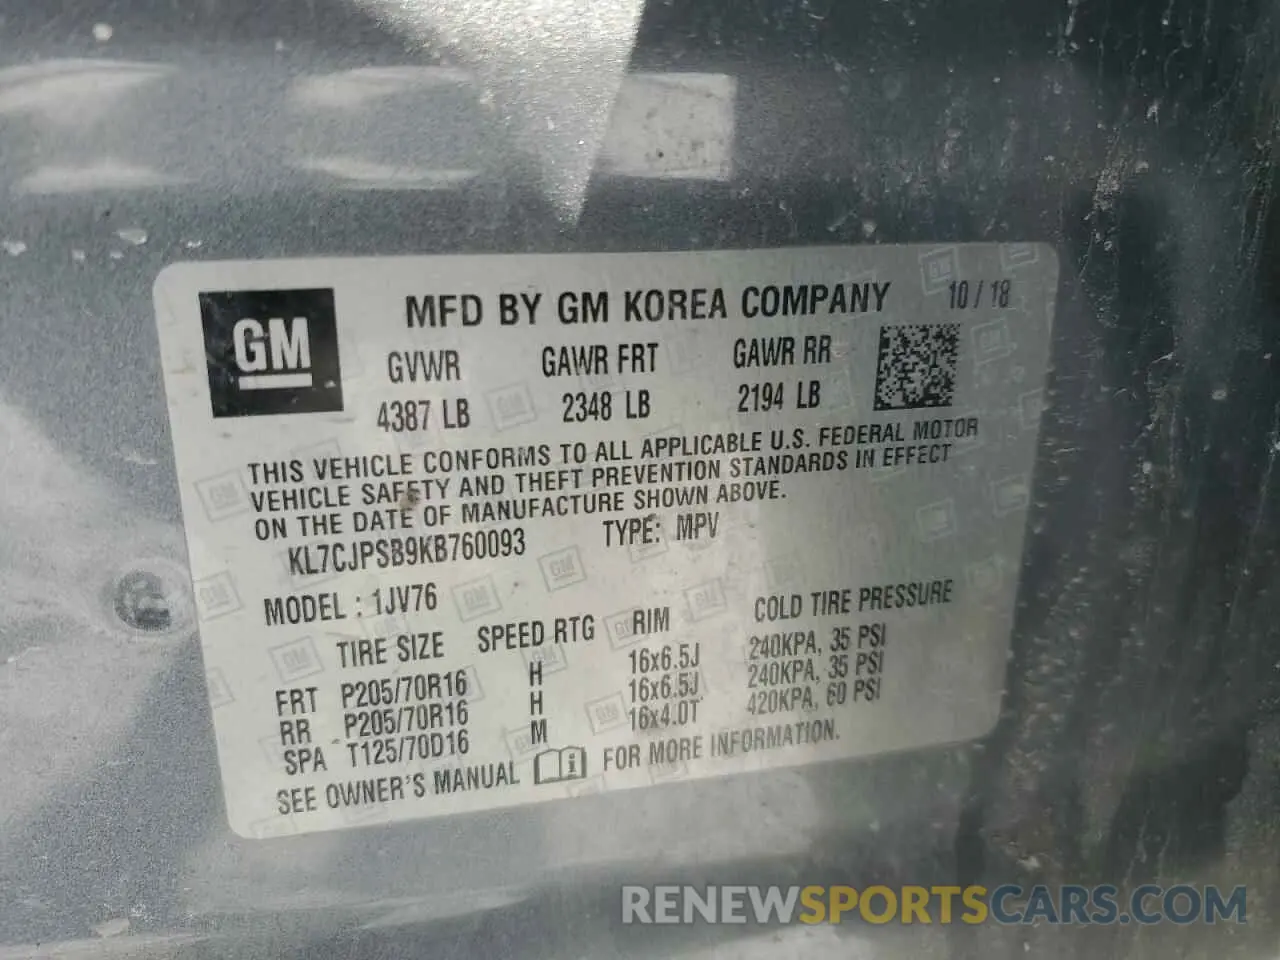 GM
MFD BY GM KOREA COMPANY 10 / 18
GVWR GAWR FRT GAWR RR
4387 LB 2348 LB 2194 LB
THIS VEHICLE CONFORMS TO ALL APPLICABLE U.S. FEDERAL MOTOR
VEHICLE SAFETY AND THEFT PREVENTION STANDARDS IN EFFECT
ON THE DATE OF MANUFACTURE SHOWN ABOVE.
KL7CJPSB9KB760093 TYPE: MPV
MODEL : 1JV76
TIRE SIZE SPEED RTG RIM COLD TIRE PRESSURE
FRT P205/70R16 H 16x6.5J 240KPA, 35 PSI
RR P205/70R16 H 16x6.5J 240KPA, 35 PSI
SPA T125/70D16 M 16x4.0T 420KPA, 60 PSI
SEE OWNER'S MANUAL FOR MORE INFORMATION.
RENEWSPORTSCARS.COM